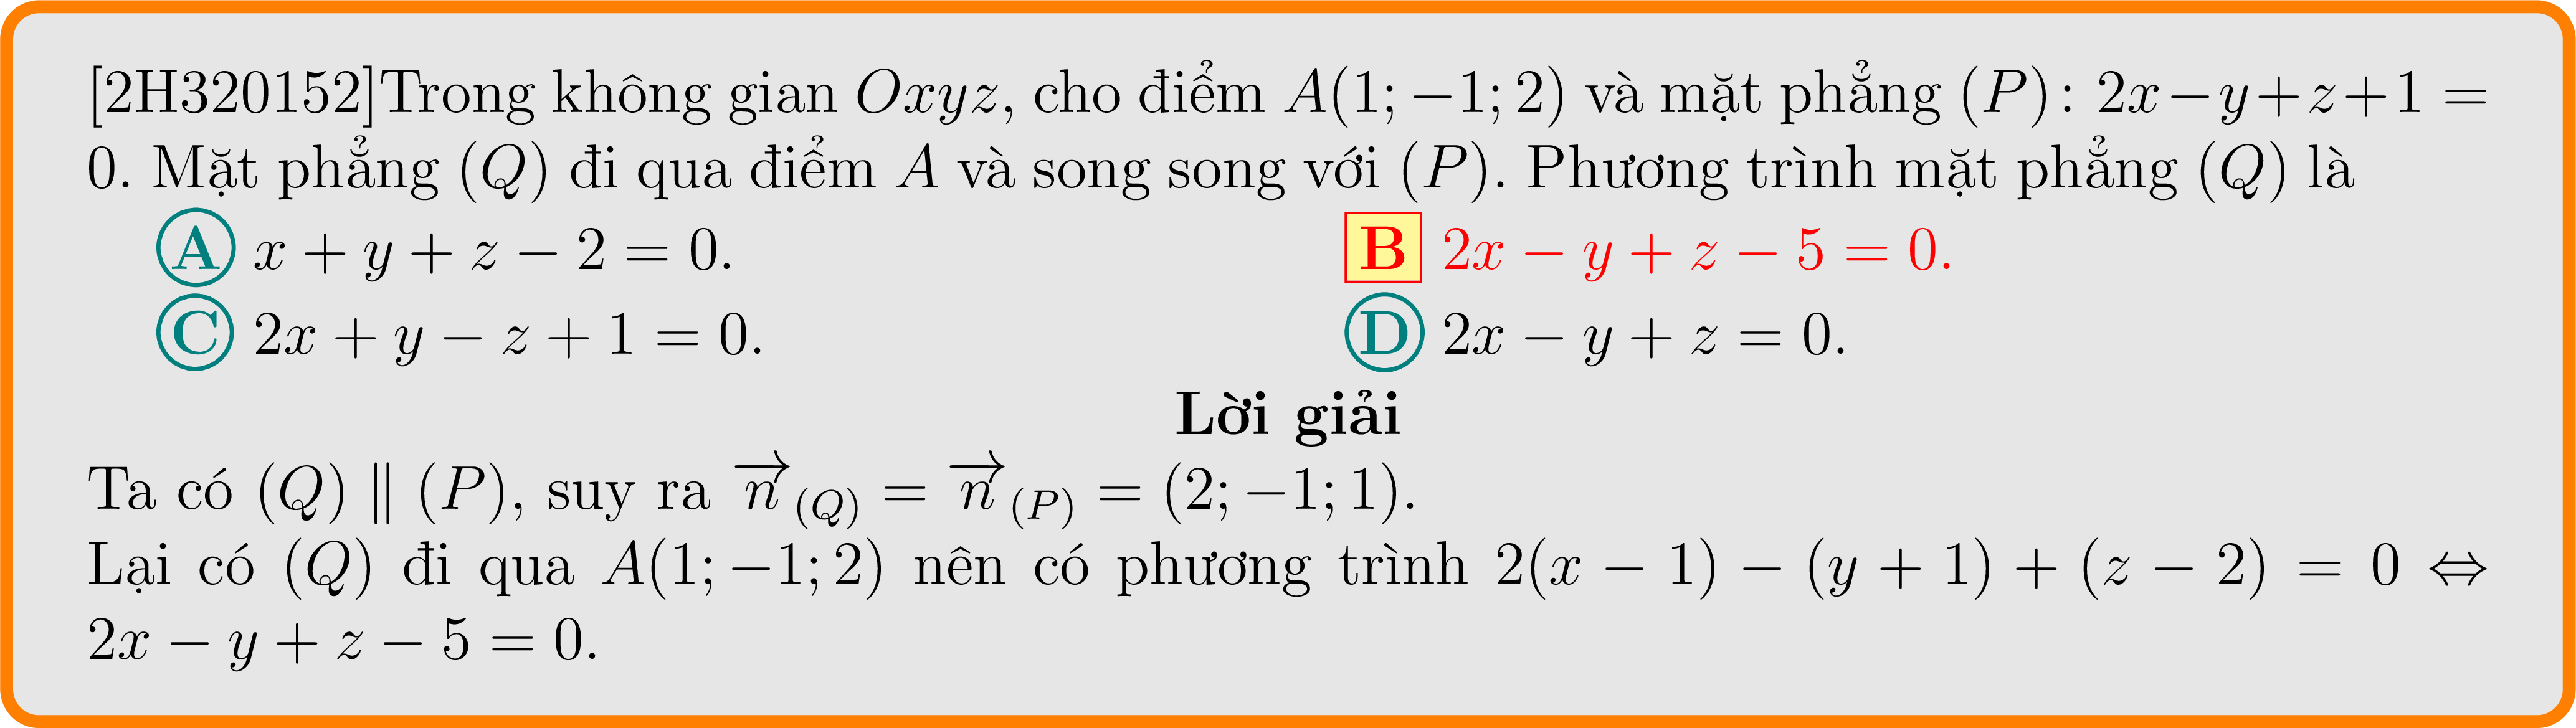 [2H320152]Trong không gian Oxyz, cho điểm A(1; −1; 2) và mặt phẳng (P): 2x−y+z+1 =
0. Mặt phẳng (Q) đi qua điểm A và song song với (P). Phương trình mặt phẳng (Q) là
A x + y + z − 2 = 0. B 2x − y + z − 5 = 0.
C 2x + y − z + 1 = 0. D 2x − y + z = 0.
Lời giải
Ta có (Q) ∥ (P), suy ra \overrightarrow{n}_{(Q)} = \overrightarrow{n}_{(P)} = (2; −1; 1).
Lại có (Q) đi qua A(1; −1; 2) nên có phương trình 2(x − 1) − (y + 1) + (z − 2) = 0 ⇔
2x − y + z − 5 = 0.